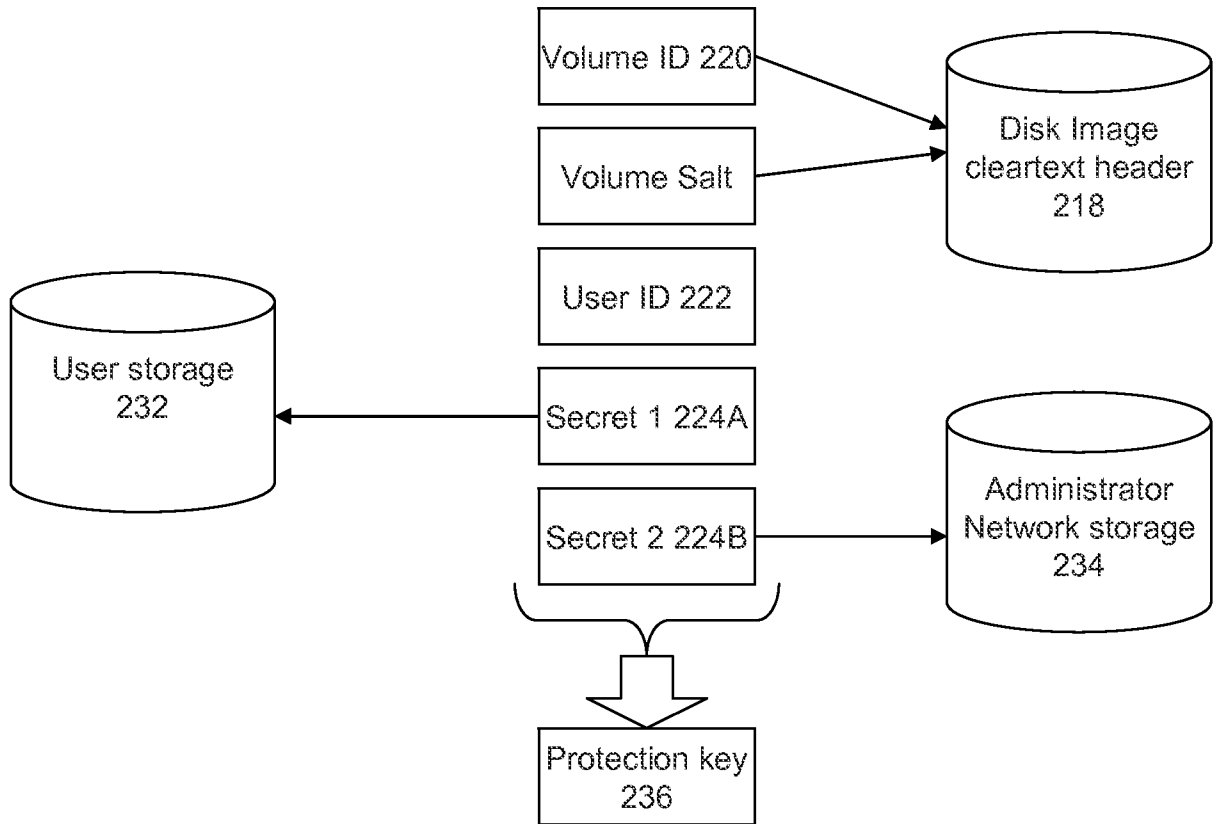 Volume ID 220
Disk Image
cleartext header
218
Volume Salt
User ID 222
User storage
232
Secret 1 224A
Administrator
Network storage
234
Secret 2 224B
Protection key
236